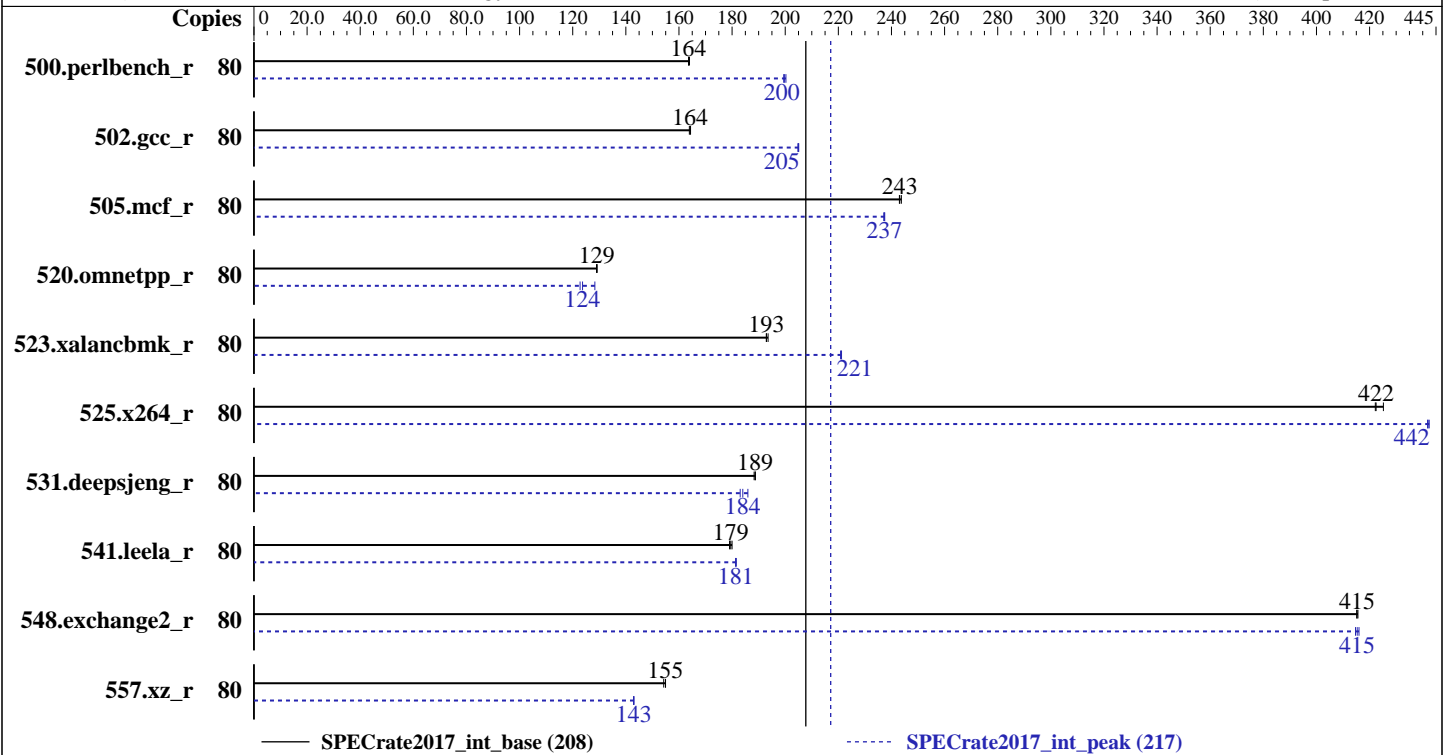 Copies 0 20.0 40.0 60.0 80.0 100 120 140 160 180 200 220 240 260 280 300 320 340 360 380 400 420 445
164
500.perlbench_r 80
200
164
502.gcc_r 80
205
243
505.mcf_r 80
237
129
520.omnetpp_r 80
124
193
523.xalancbmk_r 80
221
422
525.x264_r 80
442
189
531.deepsjeng_r 80
184
179
541.leela_r 80
181
415
548.exchange2_r 80
415
155
557.xz_r 80
143
SPECrate2017_int_base (208) SPECrate2017_int_peak (217)